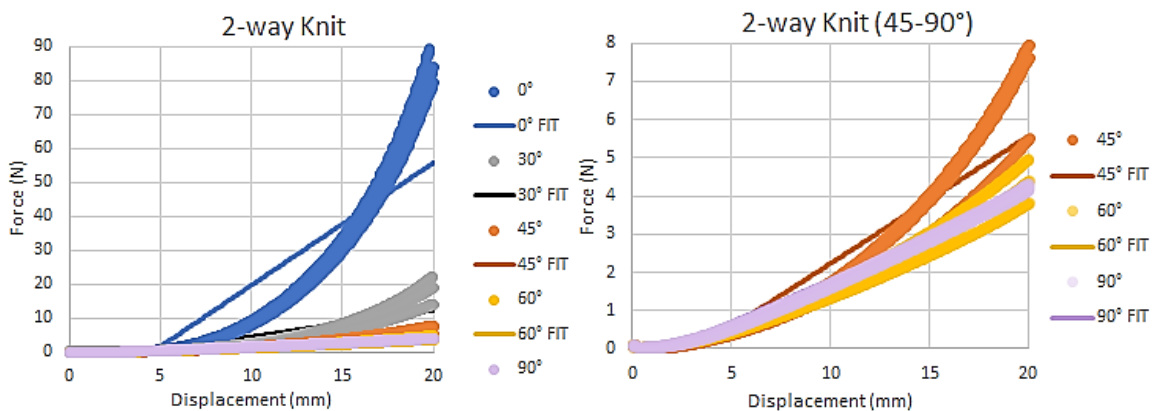 2-way Knit
90
80
70
60
50
40
30
20
10
0
Force (N)
0 5 10 15 20
Displacement (mm)
0°
0° FIT
30°
30° FIT
45°
45° FIT
60°
60° FIT
90°
2-way Knit (45-90°)
8
7
6
5
4
3
2
1
0
Force (N)
0 5 10 15 20
Displacement (mm)
45°
45° FIT
60°
60° FIT
90°
90° FIT